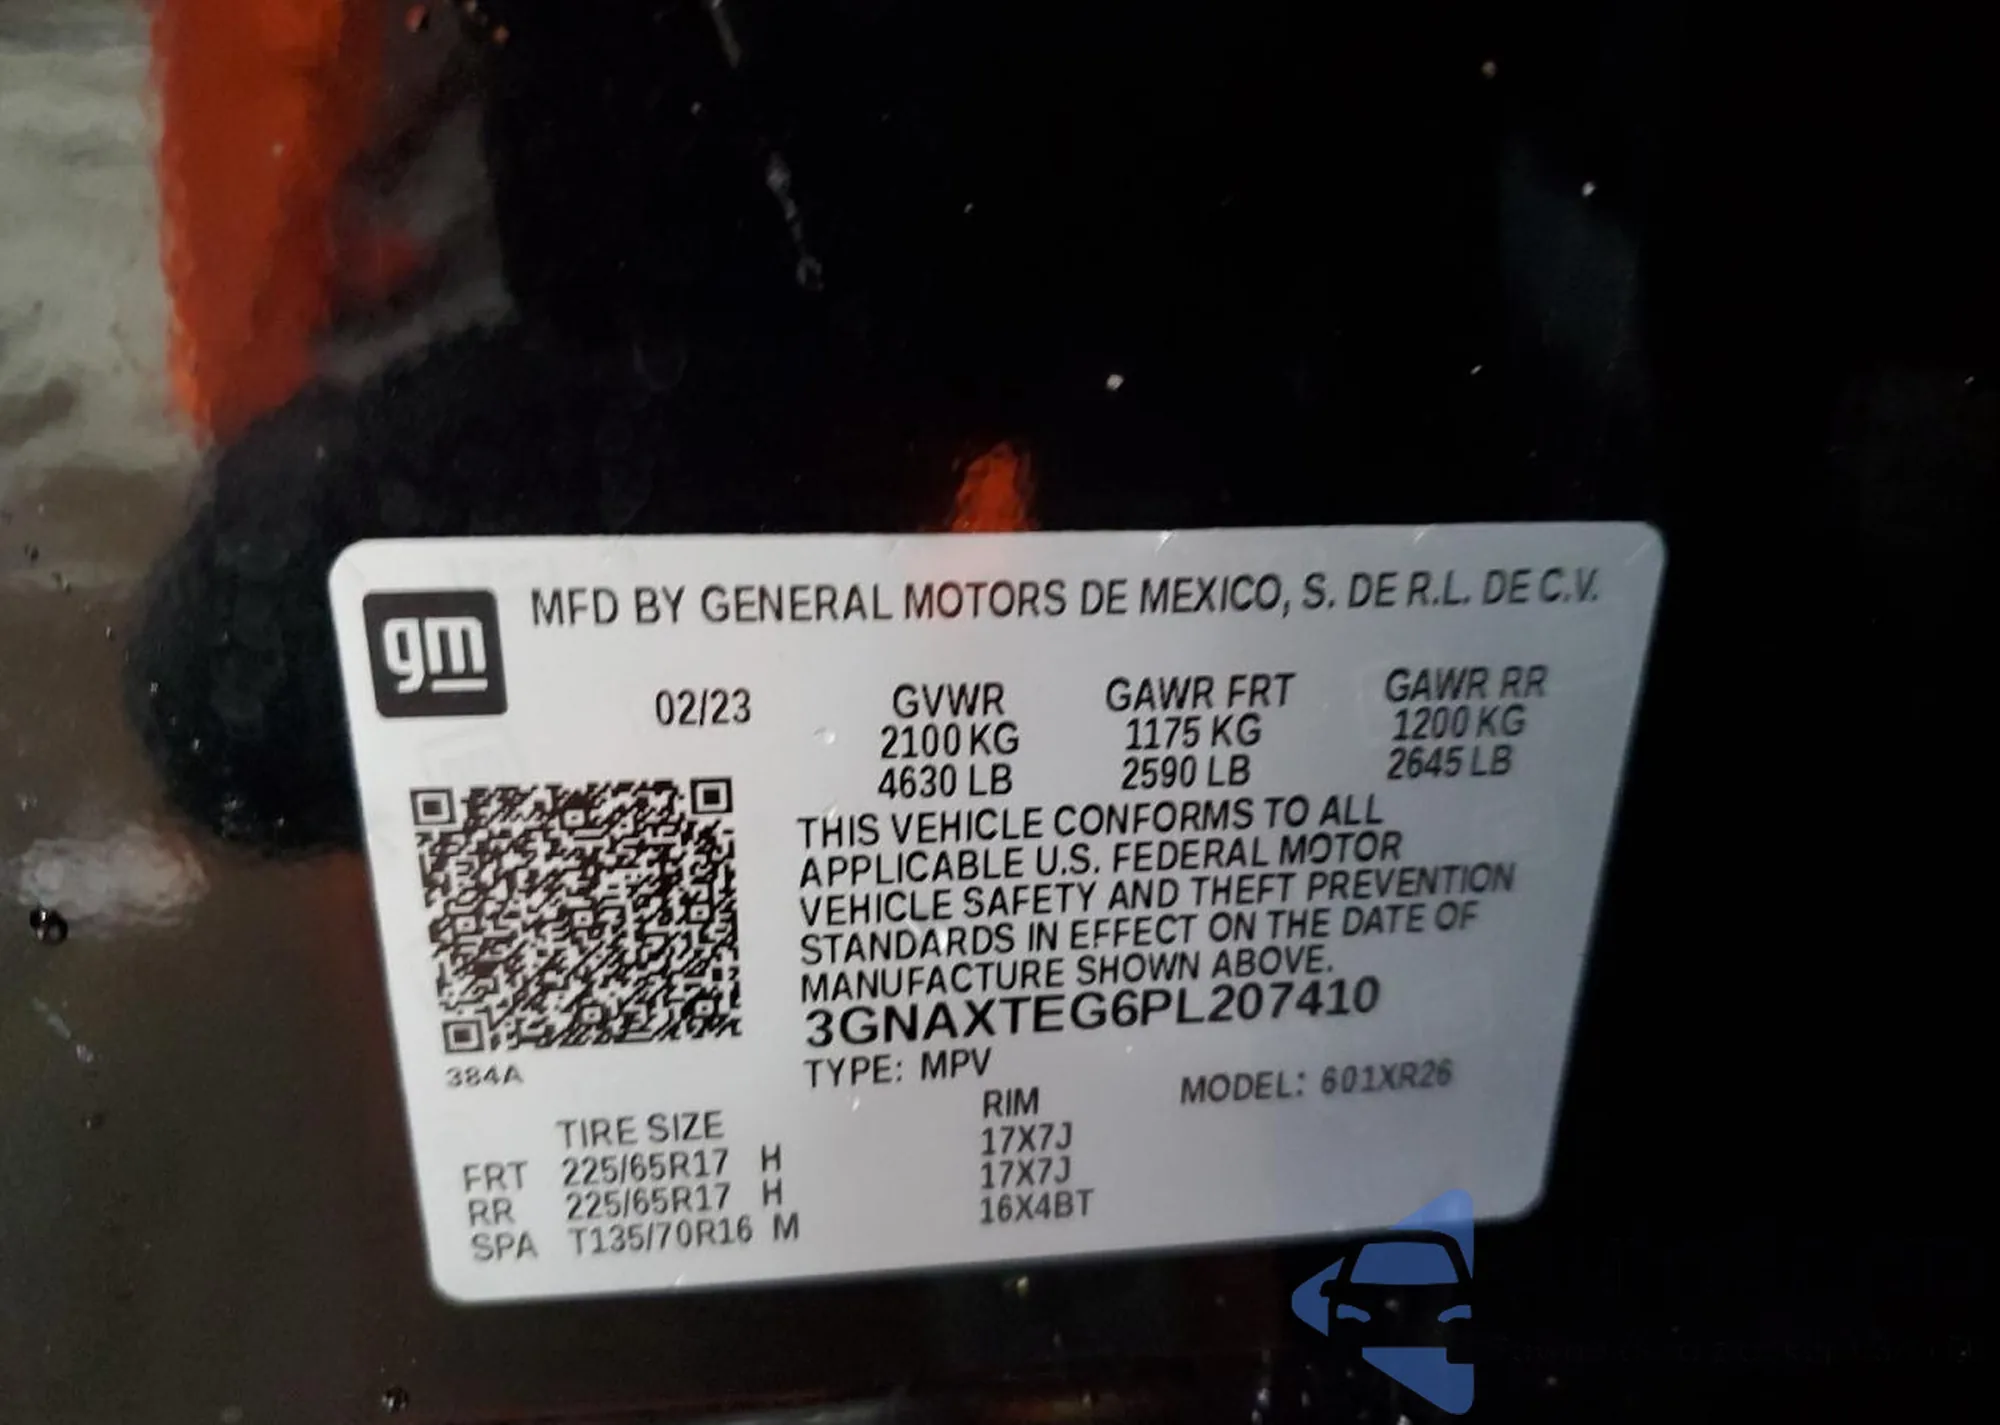 gm
MFD BY GENERAL MOTORS DE MEXICO, S. DE R.L. DE C.V.
02/23 GVWR GAWR FRT GAWR RR
2100 KG 1175 KG 1200 KG
4630 LB 2590 LB 2645 LB
THIS VEHICLE CONFORMS TO ALL
APPLICABLE U.S. FEDERAL MOTOR
VEHICLE SAFETY AND THEFT PREVENTION
STANDARDS IN EFFECT ON THE DATE OF
MANUFACTURE SHOWN ABOVE.
3GNAXTEG6PL207410
TYPE: MPV MODEL: 601XR26
384A
TIRE SIZE RIM
FRT 225/65R17 H 17X7J
RR 225/65R17 H 17X7J
SPA T135/70R16 M 16X4BT